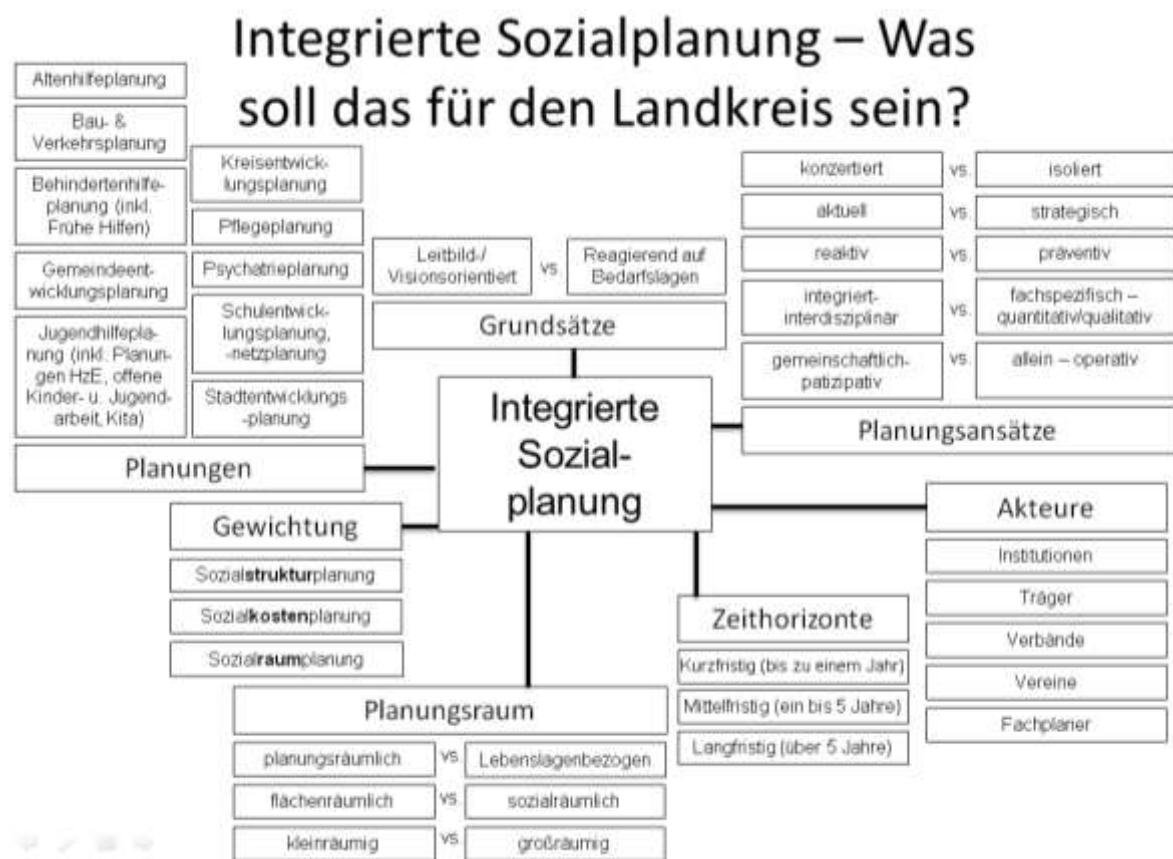 Integrierte Sozialplanung – Was
soll das für den Landkreis sein?
Altenhilfeplanung
Bau- &
Verkehrsplanung
Behindertenhilfe-
planung (inkl.
Frühe Hilfen)
Gemeindeent-
wicklungsplanung
Jugendhilfepla-
nung (inkl. Planun-
gen HzE, offene
Kinder- u. Jugend-
arbeit, Kita)
Kreisentwick-
lungsplanung
Pflegeplanung
Psychatrieplanung
Schulentwick-
lungsplanung,
-netzplanung
Stadtentwicklungs
-planung
Planungen
Leitbild-/
Visionsorientiert
vs
Reagierend auf
Bedarfslagen
Grundsätze
konzertiert vs. isoliert
aktuell vs. strategisch
reaktiv vs. präventiv
integriert-
interdisziplinär
vs.
fachspezifisch –
quantitativ/qualitativ
gemeinschaftlich-
patizipativ
vs.
allein – operativ
Planungsansätze
Integrierte
Sozial-
planung
Gewichtung
Sozialstrukturplanung
Sozialkostenplanung
Sozialraumplanung
Akteure
Institutionen
Träger
Verbände
Vereine
Fachplaner
Zeithorizonte
Kurzfristig (bis zu einem Jahr)
Mittelfristig (ein bis 5 Jahre)
Langfristig (über 5 Jahre)
Planungsraum
planungsräumlich vs. Lebenslagenbezogen
flächenräumlich vs. sozialräumlich
kleinräumig vs großräumig